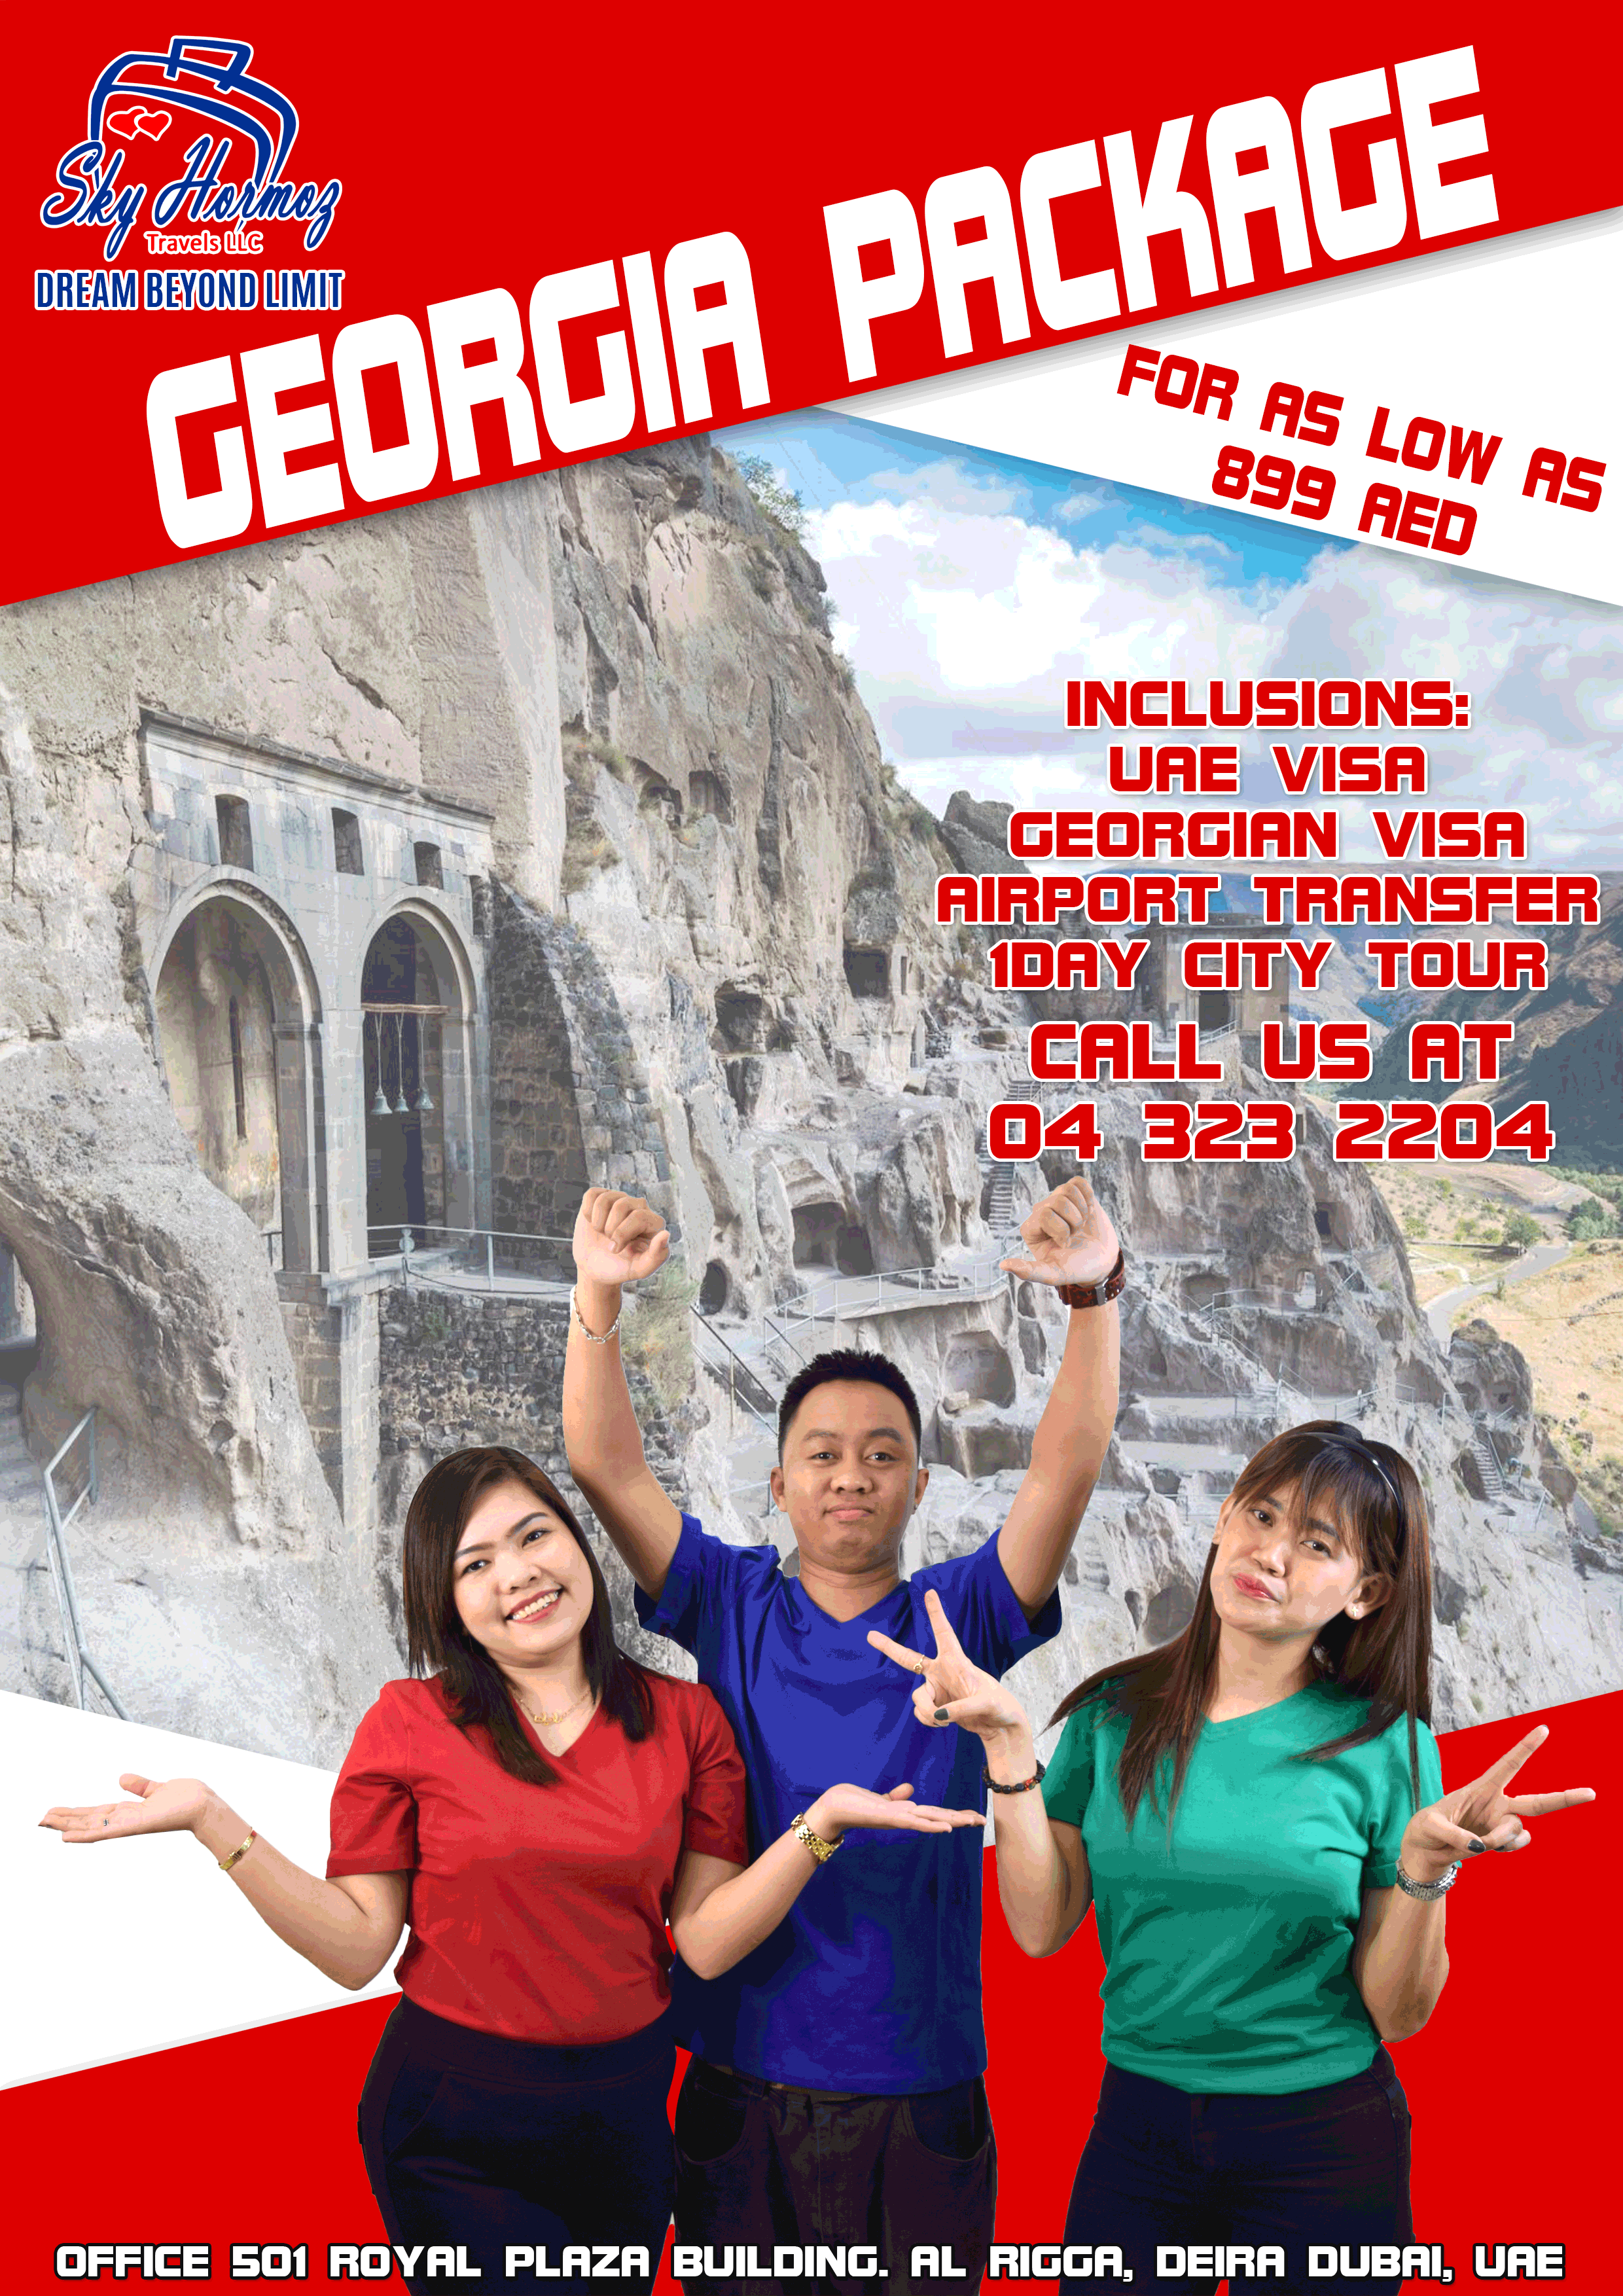 Sky Hormoz
Travels LLC
DREAM BEYOND LIMIT
GEORGIA PACKAGE
FOR AS LOW AS
899 AED
INCLUSIONS:
UAE VISA
GEORGIAN VISA
AIRPORT TRANSFER
1DAY CITY TOUR
CALL US AT
04 323 2204
OFFICE 501 ROYAL PLAZA BUILDING. AL RIGGA, DEIRA DUBAI, UAE